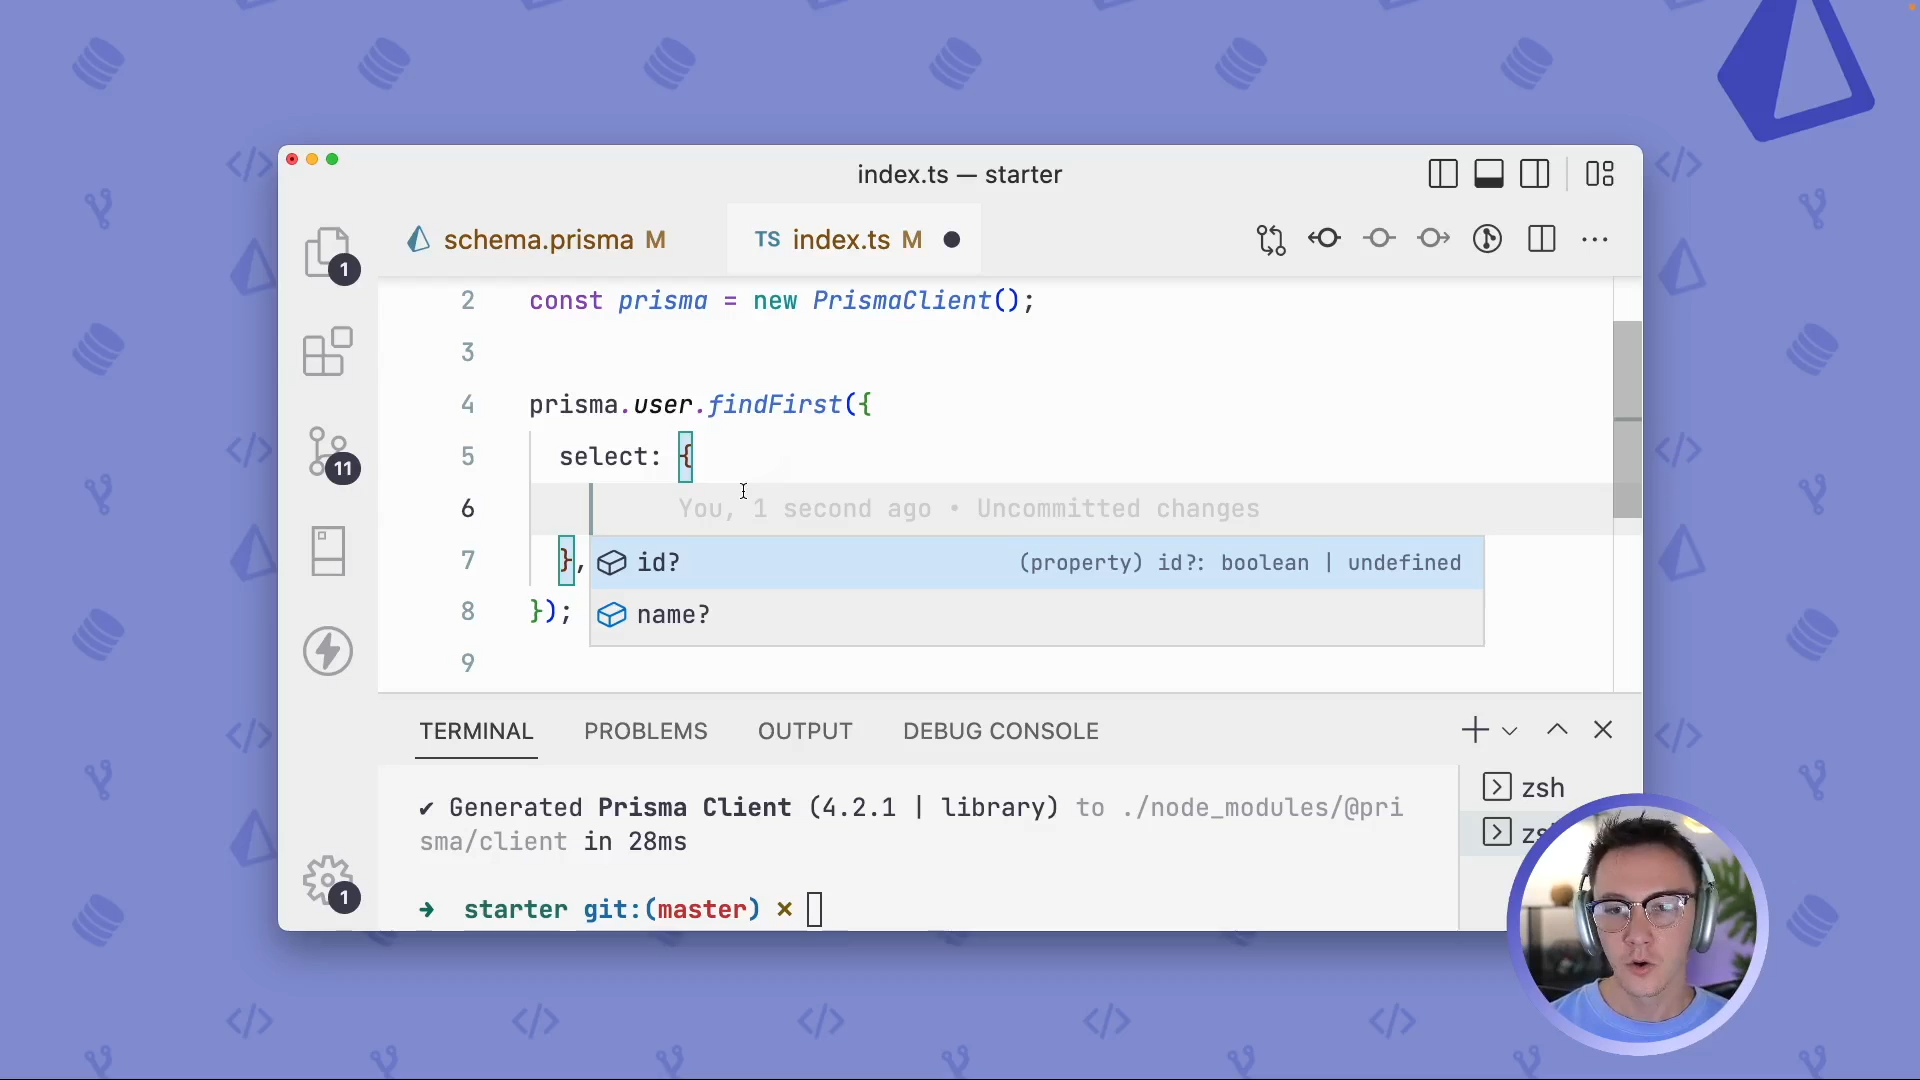 index.ts — starter
1
schema.prisma M
TS index.ts M
2 const prisma = new PrismaClient();
3
4 prisma.user.findFirst({
5 select: {
6 You, 1 second ago • Uncommitted changes
7 },
id? (property) id?: boolean | undefined
8 });
name?
9
11
1
TERMINAL PROBLEMS OUTPUT DEBUG CONSOLE
✔ Generated Prisma Client (4.2.1 | library) to ./node_modules/@pri
sma/client in 28ms
➜ starter git:(master) ×
zsh